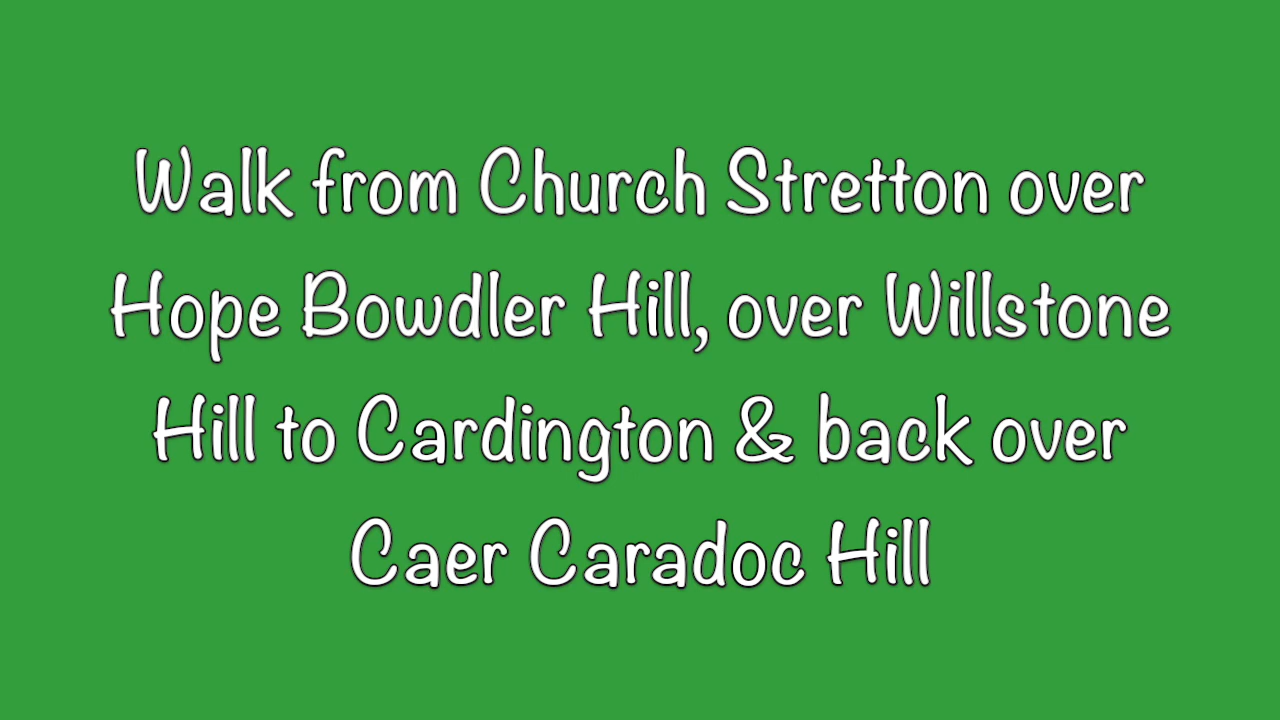 Walk from Church Stretton over
Hope Bowdler Hill, over Willstone
Hill to Cardington & back over
Caer Caradoc Hill